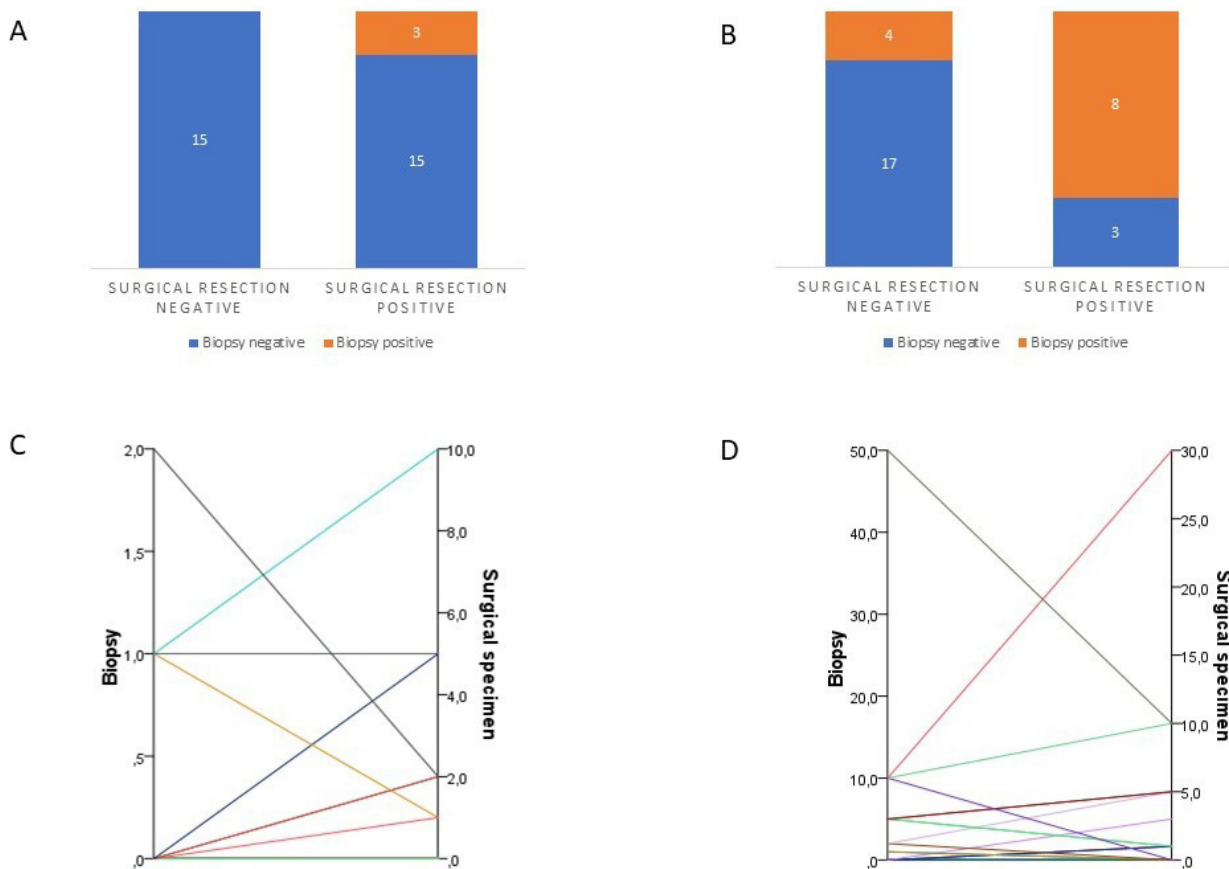 A
3
15
15
SURGICAL RESECTION NEGATIVE
SURGICAL RESECTION POSITIVE
Biopsy negative
Biopsy positive
B
4
8
17
3
SURGICAL RESECTION NEGATIVE
SURGICAL RESECTION POSITIVE
Biopsy negative
Biopsy positive
C
2,0
1,5
1,0
,5
,0
Biopsy
10,0
8,0
6,0
4,0
2,0
,0
Surgical specimen
D
50,0
40,0
30,0
20,0
10,0
,0
Biopsy
30,0
25,0
20,0
15,0
10,0
5,0
,0
Surgical specimen